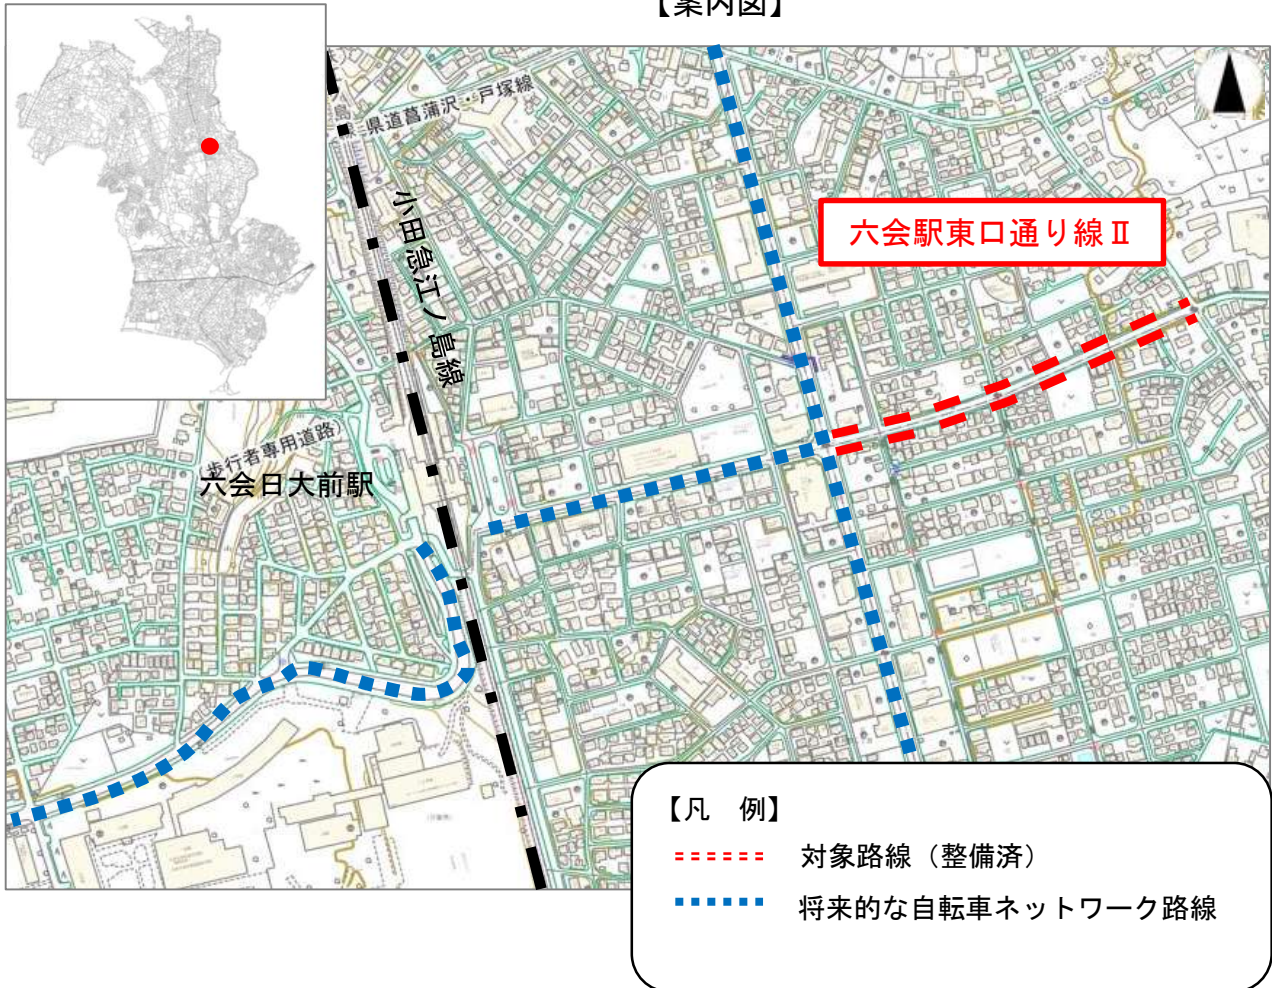 【案内図】
県道菖蒲沢・戸塚線
小田急江ノ島線
六会駅東口通り線Ⅱ
（歩行者専用道路）
六会日大前駅
【凡　例】
対象路線（整備済）
将来的な自転車ネットワーク路線